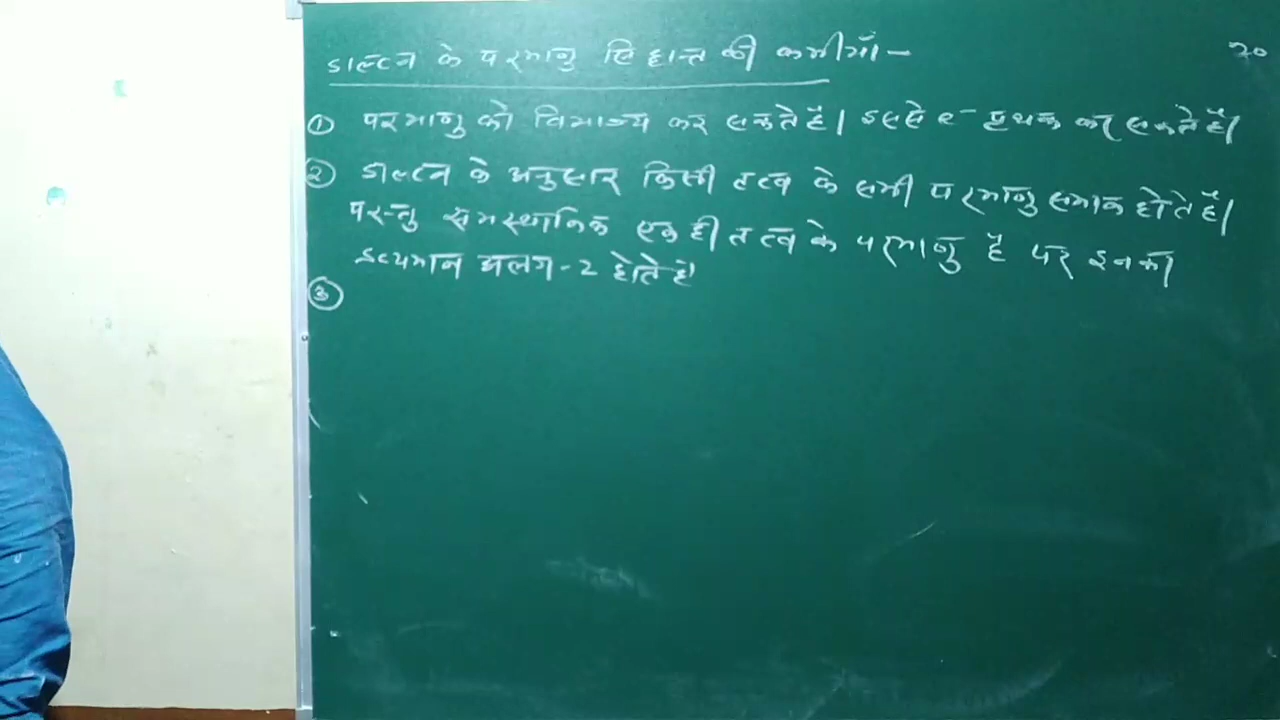 डाल्टन के परमाणु सिद्धान्त की कमीयाँ - 20
① परमाणु को विभाज्य कर सकते हैं। इससे e⁻ पृथक कर सकते हैं।
② डाल्टन के अनुसार किसी तत्व के सभी परमाणु समान होते हैं।
परन्तु समस्थानिक एक ही तत्व के परमाणु हैं पर इनका
द्रव्यमान अलग-2 होते हैं
③